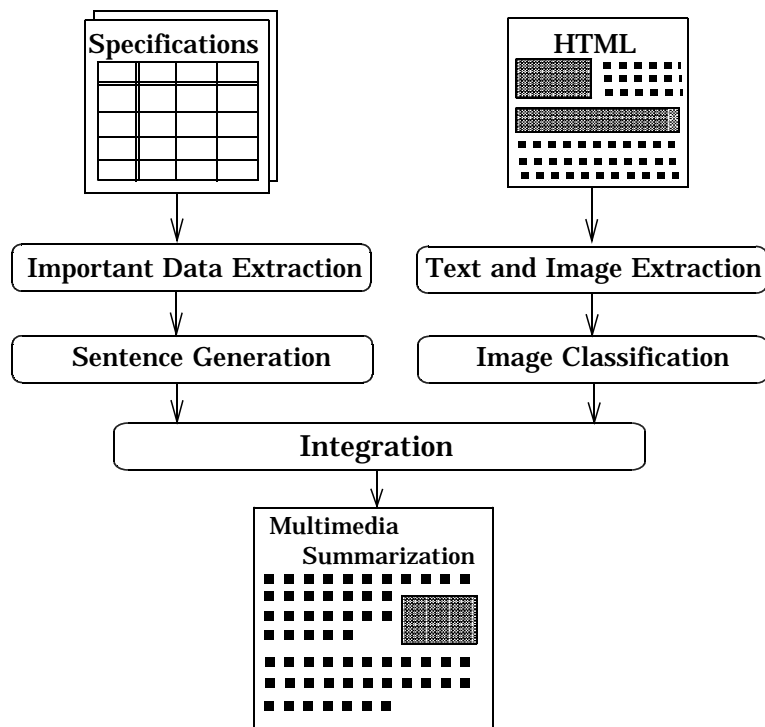 Specifications
HTML
Important Data Extraction
Text and Image Extraction
Sentence Generation
Image Classification
Integration
Multimedia
Summarization